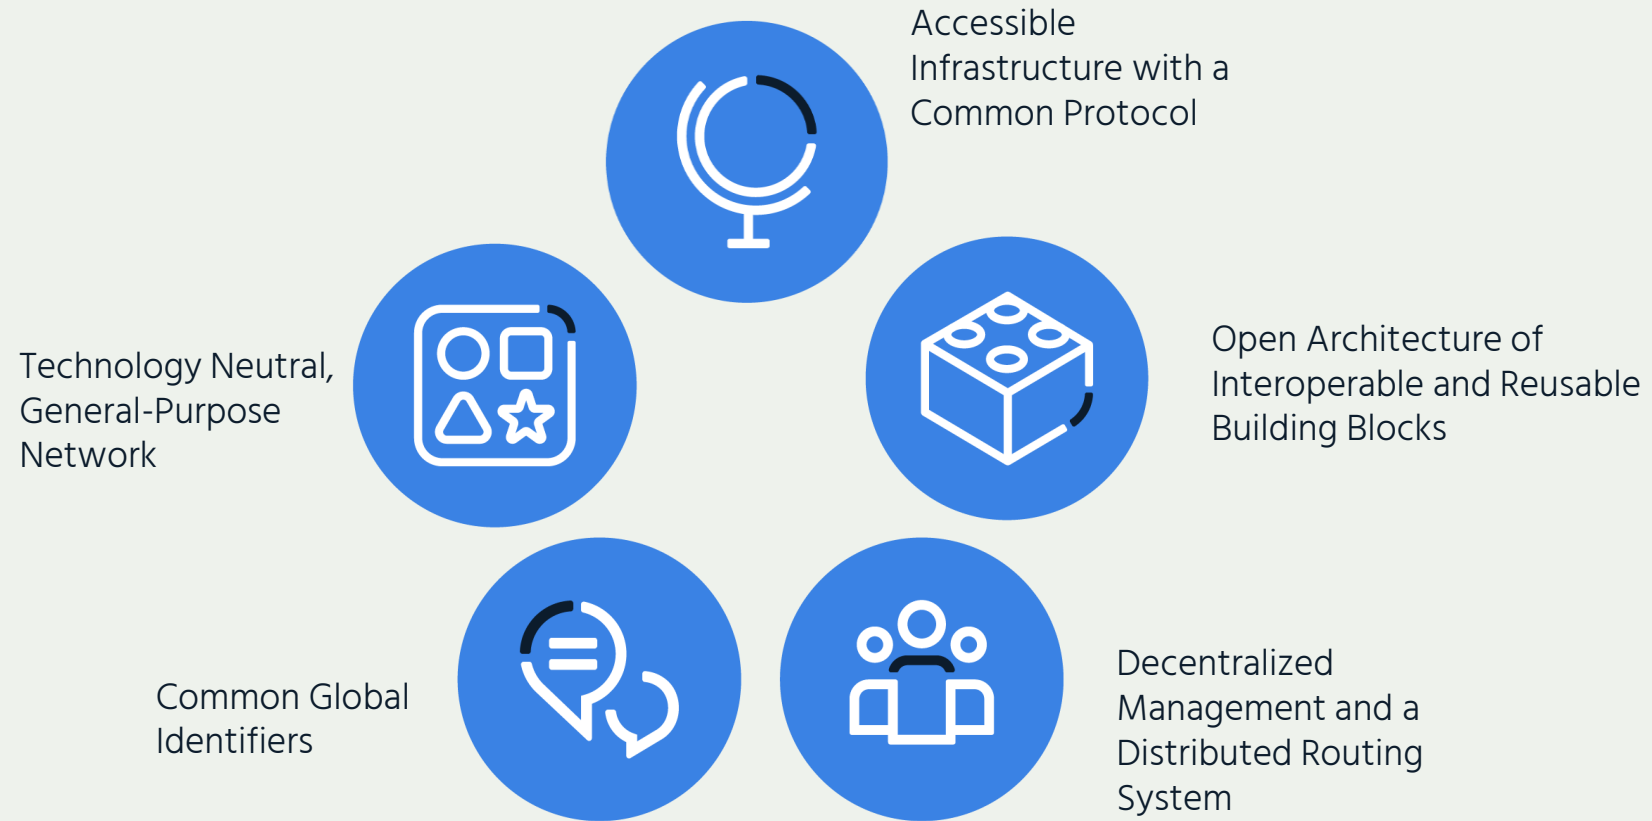 Accessible
Infrastructure with a
Common Protocol
Open Architecture of
Interoperable and Reusable
Building Blocks
Technology Neutral,
General-Purpose
Network
Decentralized
Management and a
Distributed Routing
System
Common Global
Identifiers